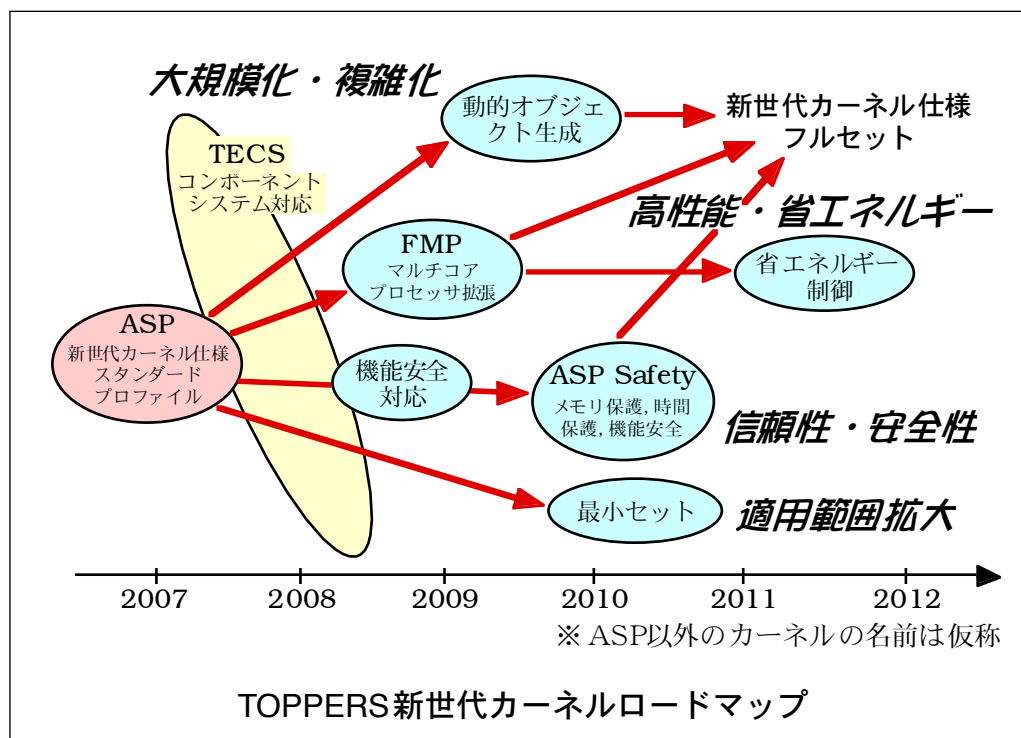 大規模化・複雑化
動的オブジェ
クト生成
新世代カーネル仕様
フルセット
TECS
コンポーネント
システム対応
高性能・省エネルギー
FMP
マルチコア
プロセッサ拡張
省エネルギー
制御
ASP
新世代カーネル仕様
スタンダード
プロファイル
機能安全
対応
ASP Safety
メモリ保護, 時間
保護, 機能安全
信頼性・安全性
最小セット
適用範囲拡大
2007 2008 2009 2010 2011 2012
※ ASP以外のカーネルの名前は仮称
TOPPERS新世代カーネルロードマップ